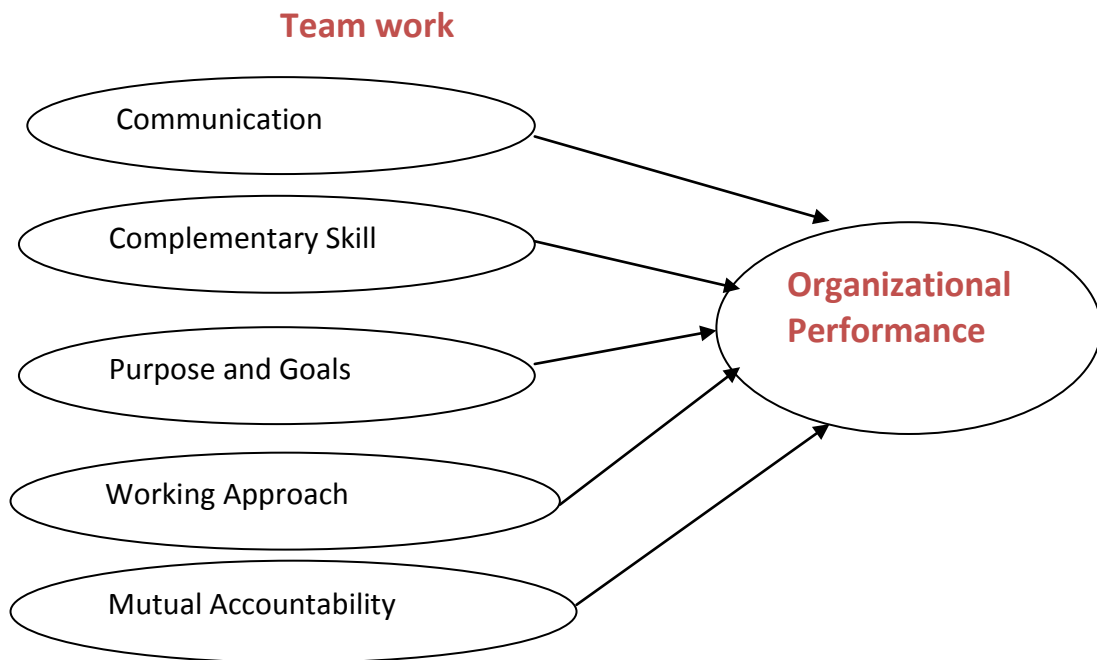 Team work
Communication
Complementary Skill
Purpose and Goals
Working Approach
Mutual Accountability
Organizational
Performance